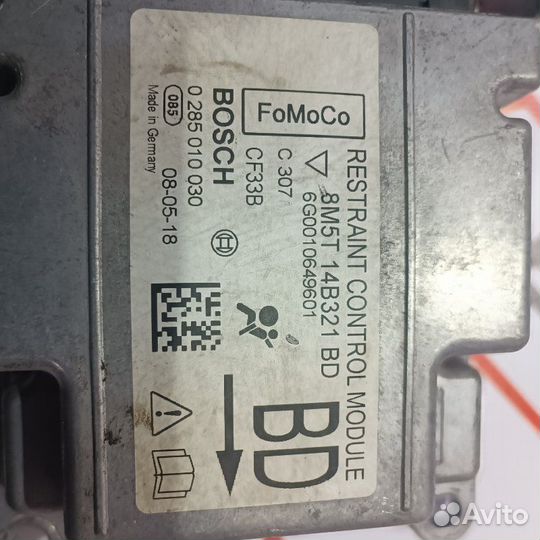 RESTRAINT CONTROL MODULE
FoMoCo
8M5T 14B321 BD
6G0010649601
C 307
CF33B
BOSCH
0 285 010 030
085
Made in Germany
08-05-18
BD
Avito